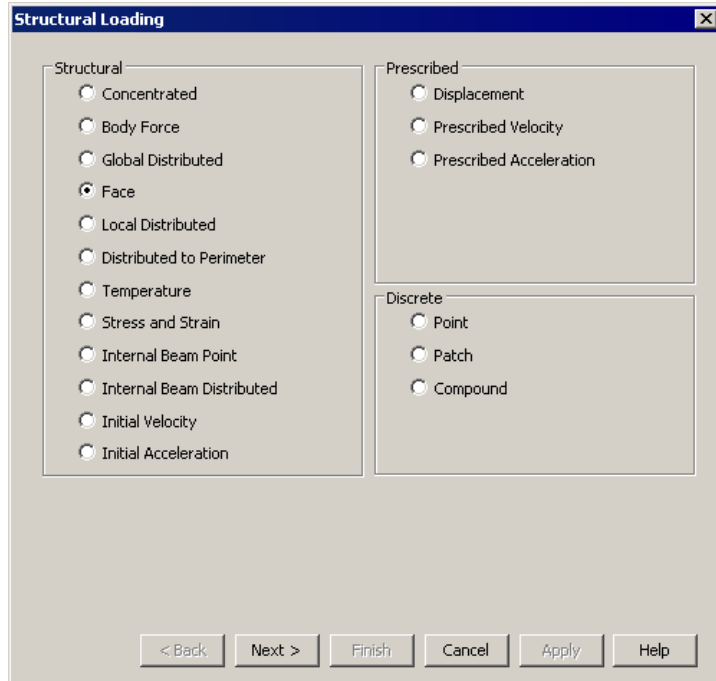 Structural Loading
Structural
Concentrated
Body Force
Global Distributed
Face
Local Distributed
Distributed to Perimeter
Temperature
Stress and Strain
Internal Beam Point
Internal Beam Distributed
Initial Velocity
Initial Acceleration
Prescribed
Displacement
Prescribed Velocity
Prescribed Acceleration
Discrete
Point
Patch
Compound
< Back
Next >
Finish
Cancel
Apply
Help